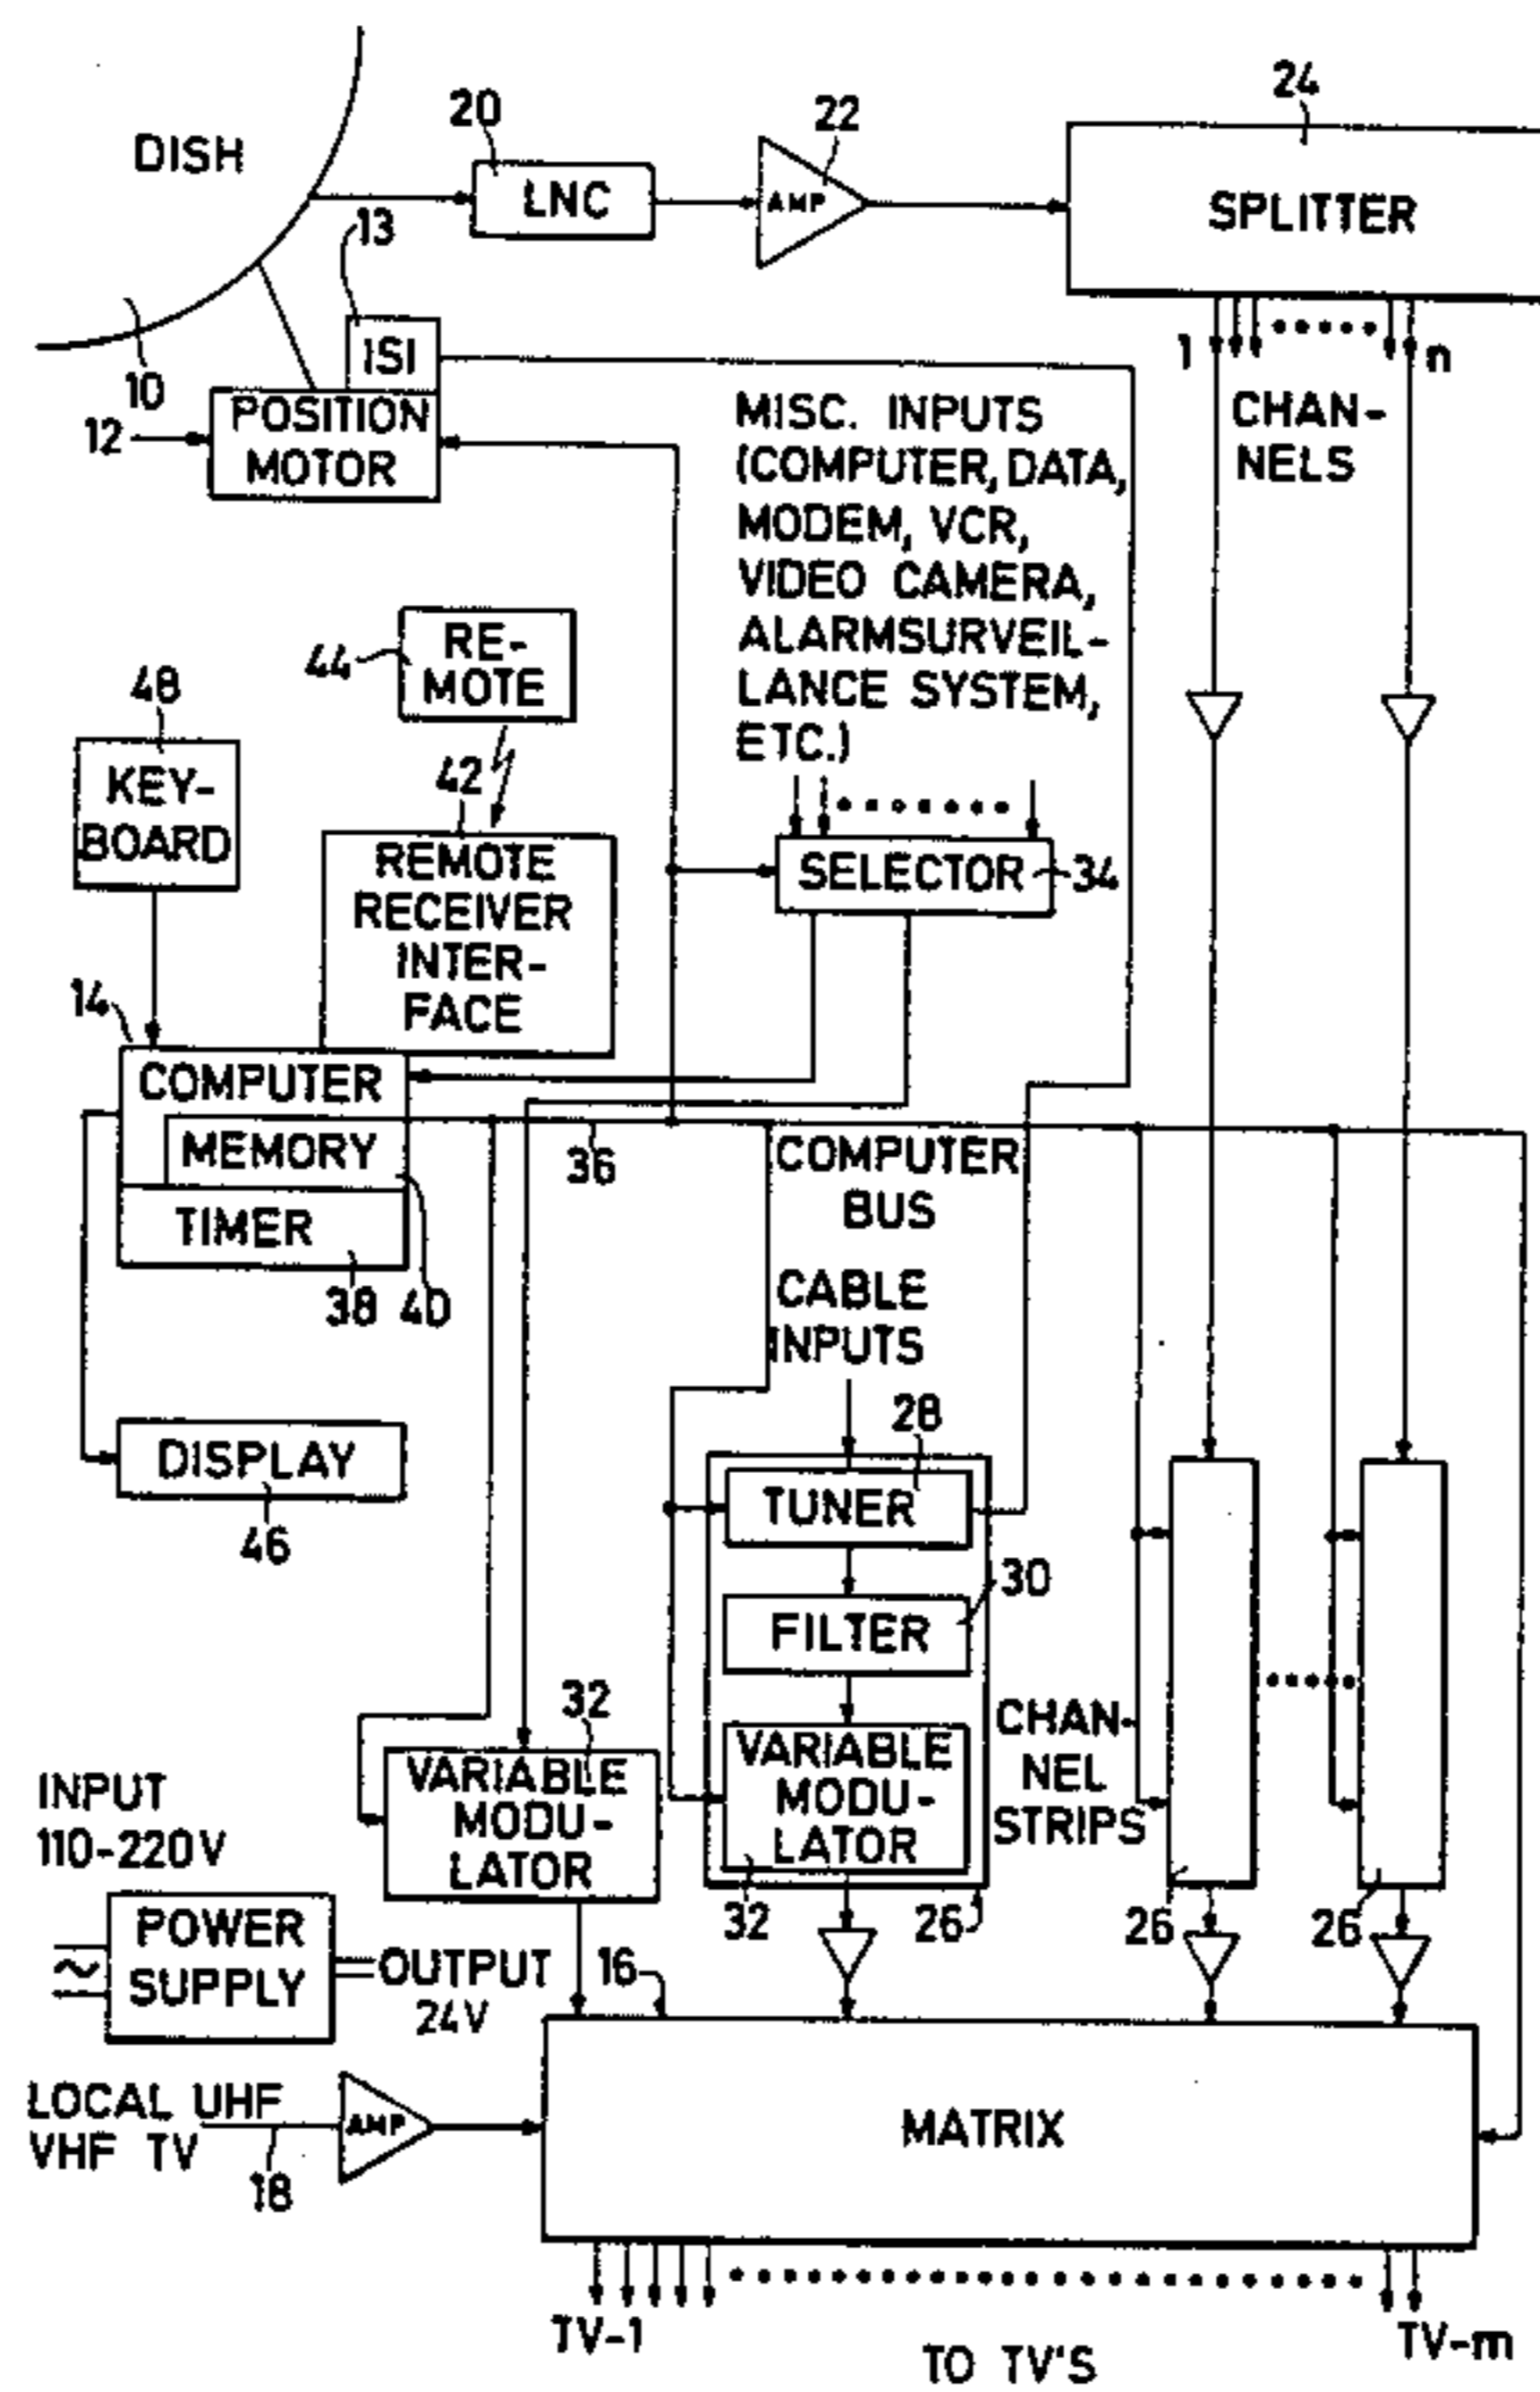 24
20
22
DISH
LNC
AMP
SPLITTER
13
ISI
10
1
n
12
POSITION
MOTOR
MISC. INPUTS
(COMPUTER, DATA,
MODEM, VCR,
VIDEO CAMERA,
ALARMSURVEIL-
LANCE SYSTEM,
ETC.)
CHAN-
NELS
44
RE-
MOTE
48
KEY-
BOARD
42
REMOTE
RECEIVER
INTER-
FACE
SELECTOR
34
14
COMPUTER
MEMORY
TIMER
36
38
40
COMPUTER
BUS
CABLE
INPUTS
28
DISPLAY
46
TUNER
30
FILTER
32
VARIABLE
MODU-
LATOR
VARIABLE
MODU-
LATOR
CHAN-
NEL
STRIPS
INPUT
110-220V
32
26
26
26
POWER
SUPPLY
OUTPUT
24V
16
LOCAL UHF
VHF TV
AMP
18
MATRIX
TV-1
TV-m
TO TV'S